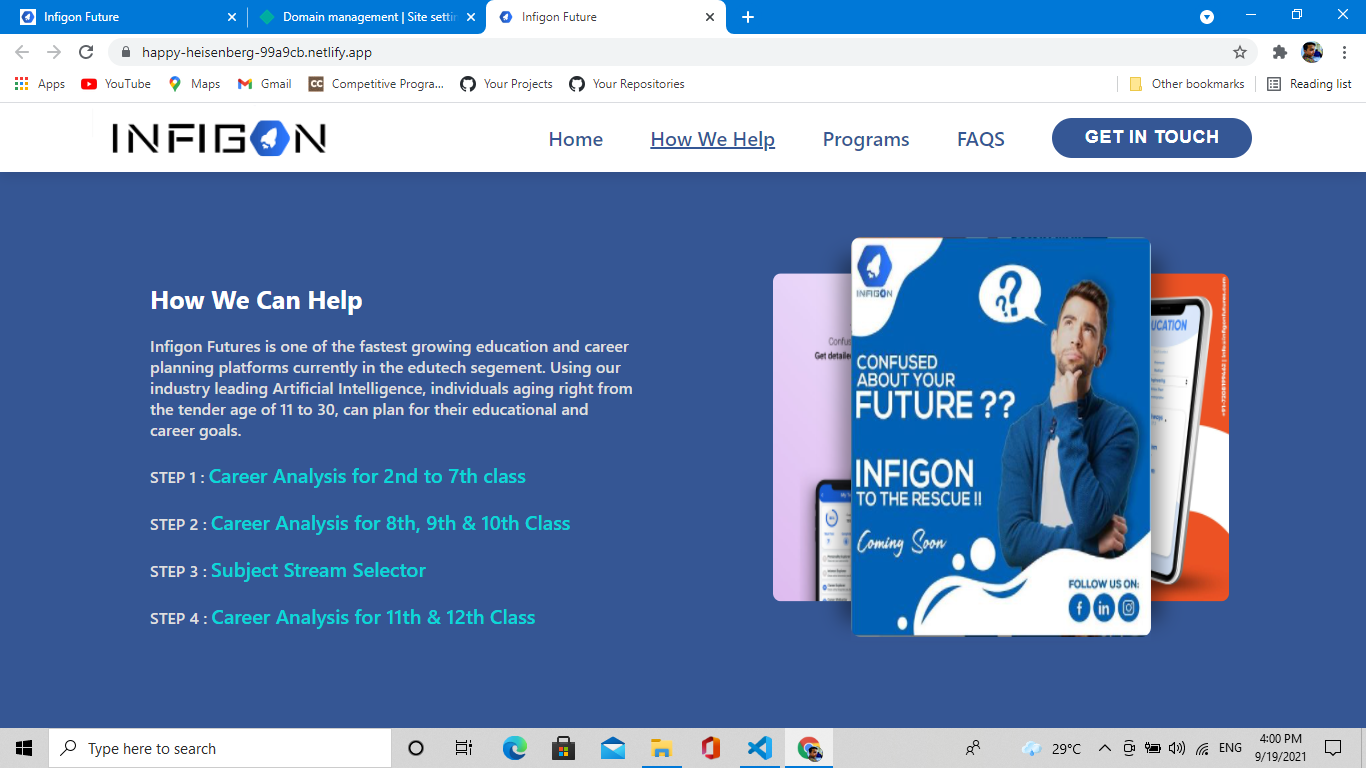 Infigon Future
Domain management | Site settin
Infigon Future
happy-heisenberg-99a9cb.netlify.app
Apps YouTube Maps Gmail Competitive Progra... Your Projects Your Repositories Other bookmarks Reading list
INFIGON
Home How We Help Programs FAQS GET IN TOUCH
How We Can Help
Infigon Futures is one of the fastest growing education and career
planning platforms currently in the edutech segement. Using our
industry leading Artificial Intelligence, individuals aging right from
the tender age of 11 to 30, can plan for their educational and
career goals.
STEP 1 : Career Analysis for 2nd to 7th class
STEP 2 : Career Analysis for 8th, 9th & 10th Class
STEP 3 : Subject Stream Selector
STEP 4 : Career Analysis for 11th & 12th Class
Confus
Get detaile
INFIGON
CONFUSED
ABOUT YOUR
FUTURE ??
INFIGON
TO THE RESCUE !!
Coming Soon
FOLLOW US ON:
UCATION
Type here to search
29°C ENG
4:00 PM
9/19/2021